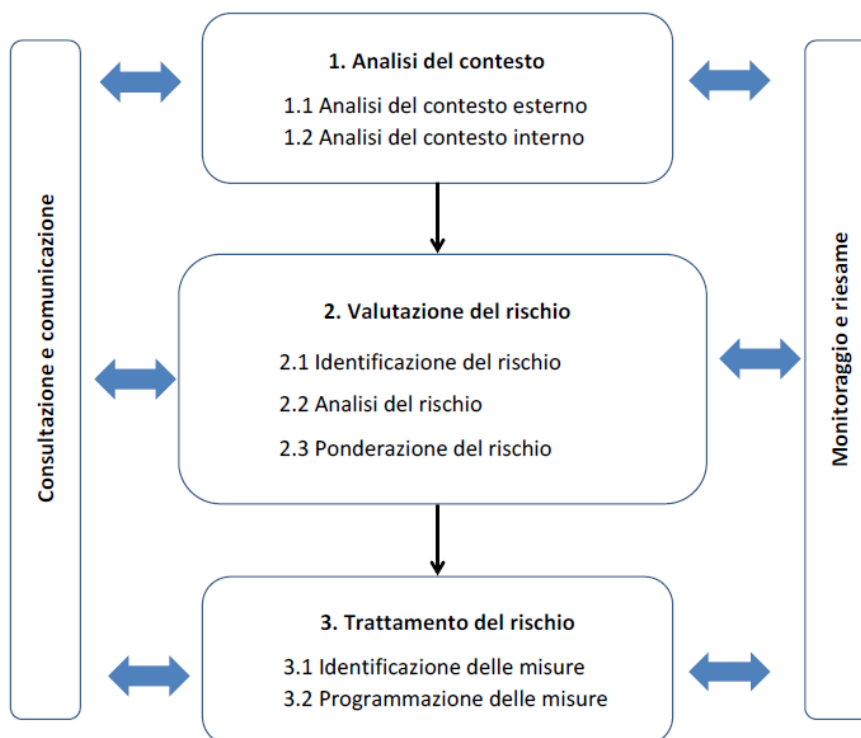 Consultazione e comunicazione
1. Analisi del contesto
1.1 Analisi del contesto esterno
1.2 Analisi del contesto interno
2. Valutazione del rischio
2.1 Identificazione del rischio
2.2 Analisi del rischio
2.3 Ponderazione del rischio
3. Trattamento del rischio
3.1 Identificazione delle misure
3.2 Programmazione delle misure
Monitoraggio e riesame